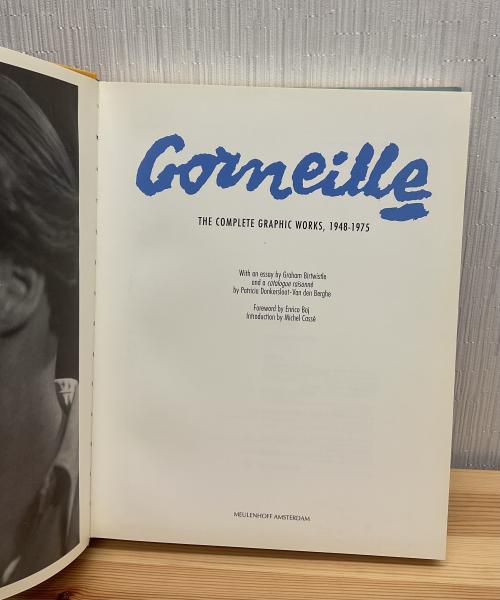 Corneille
THE COMPLETE GRAPHIC WORKS, 1948-1975
With an essay by Graham Birtwistle
and a catalogue raisonné
by Patricia Donkersloot-Van den Berghe
Foreword by Enrico Baj
Introduction by Michel Cassé
MEULENHOFF AMSTERDAM